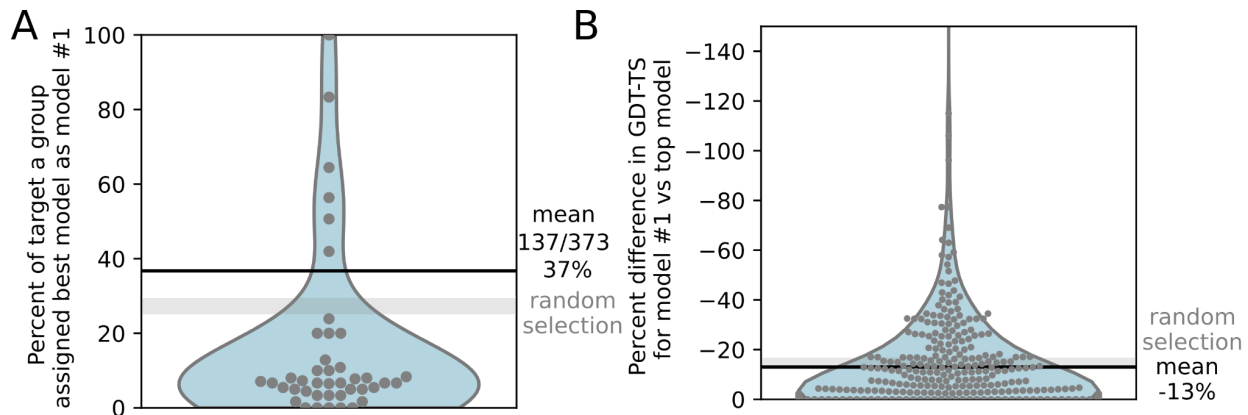 A
Percent of target a group
assigned best model as model #1
100
80
60
40
20
0
mean
137/373
37%
random
selection
B
Percent difference in GDT-TS
for model #1 vs top model
−140
−120
−100
−80
−60
−40
−20
0
random
selection
mean
-13%